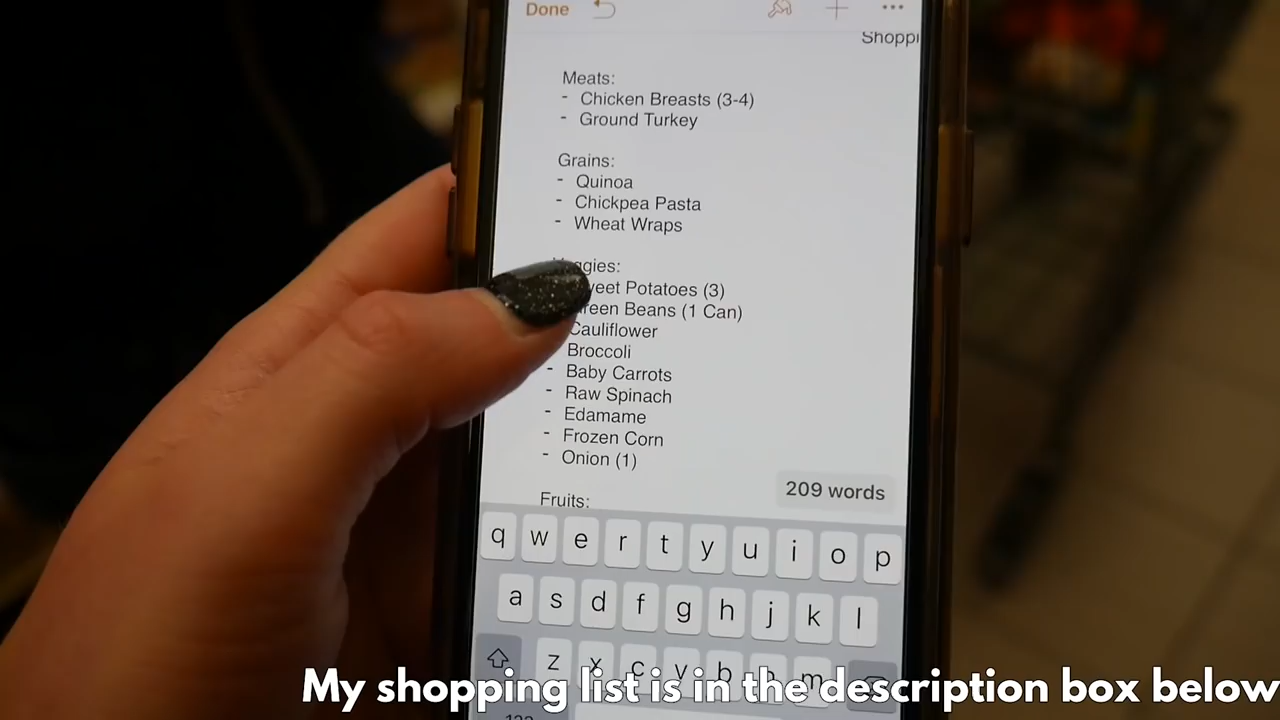 Done
Shoppi
Meats:
- Chicken Breasts (3-4)
- Ground Turkey
Grains:
- Quinoa
- Chickpea Pasta
- Wheat Wraps
ggies:
weet Potatoes (3)
reen Beans (1 Can)
Cauliflower
Broccoli
- Baby Carrots
- Raw Spinach
- Edamame
- Frozen Corn
- Onion (1)
209 words
Fruits:
q w e r t y u i o p
a s d f g h j k l
z x c v b n m
My shopping list is in the description box below